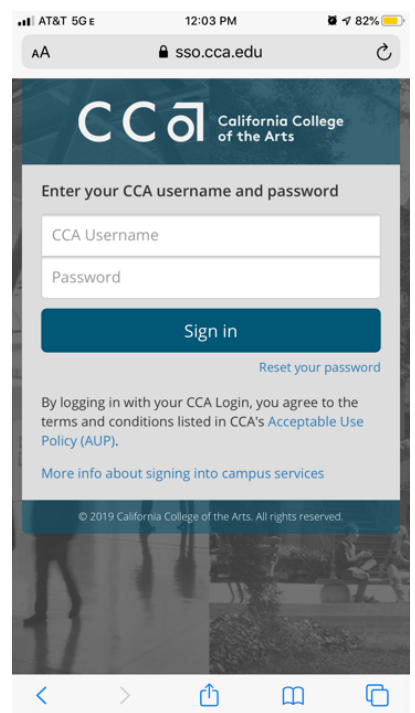 AT&T 5G E 12:03 PM 82%
AA sso.cca.edu
CCa California College
of the Arts
Enter your CCA username and password
CCA Username
Password
Sign in
Reset your password
By logging in with your CCA Login, you agree to the
terms and conditions listed in CCA's Acceptable Use
Policy (AUP).
More info about signing into campus services
© 2019 California College of the Arts. All rights reserved.